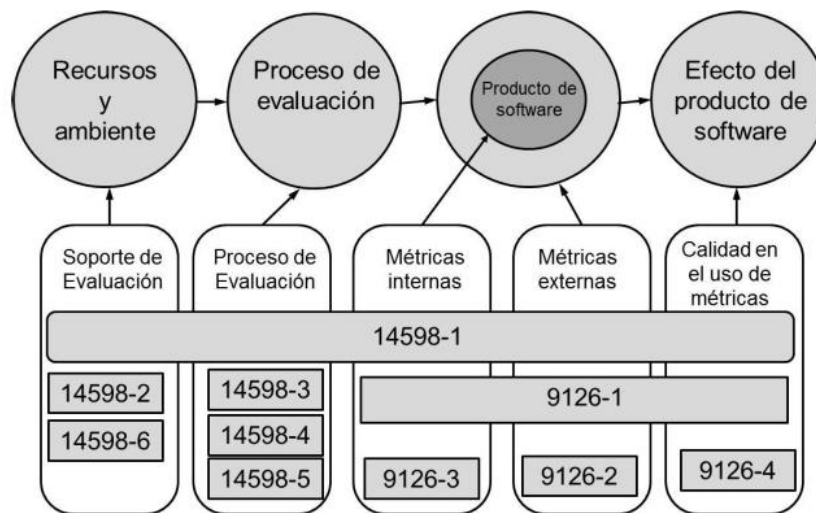 Recursos
y
ambiente
Proceso de
evaluación
Producto de
software
Efecto del
producto de
software
Soporte de
Evaluación
Proceso de
Evaluación
Métricas
internas
Métricas
externas
Calidad en
el uso de
métricas
14598-1
14598-2
14598-3
9126-1
14598-6
14598-4
14598-5
9126-3
9126-2
9126-4